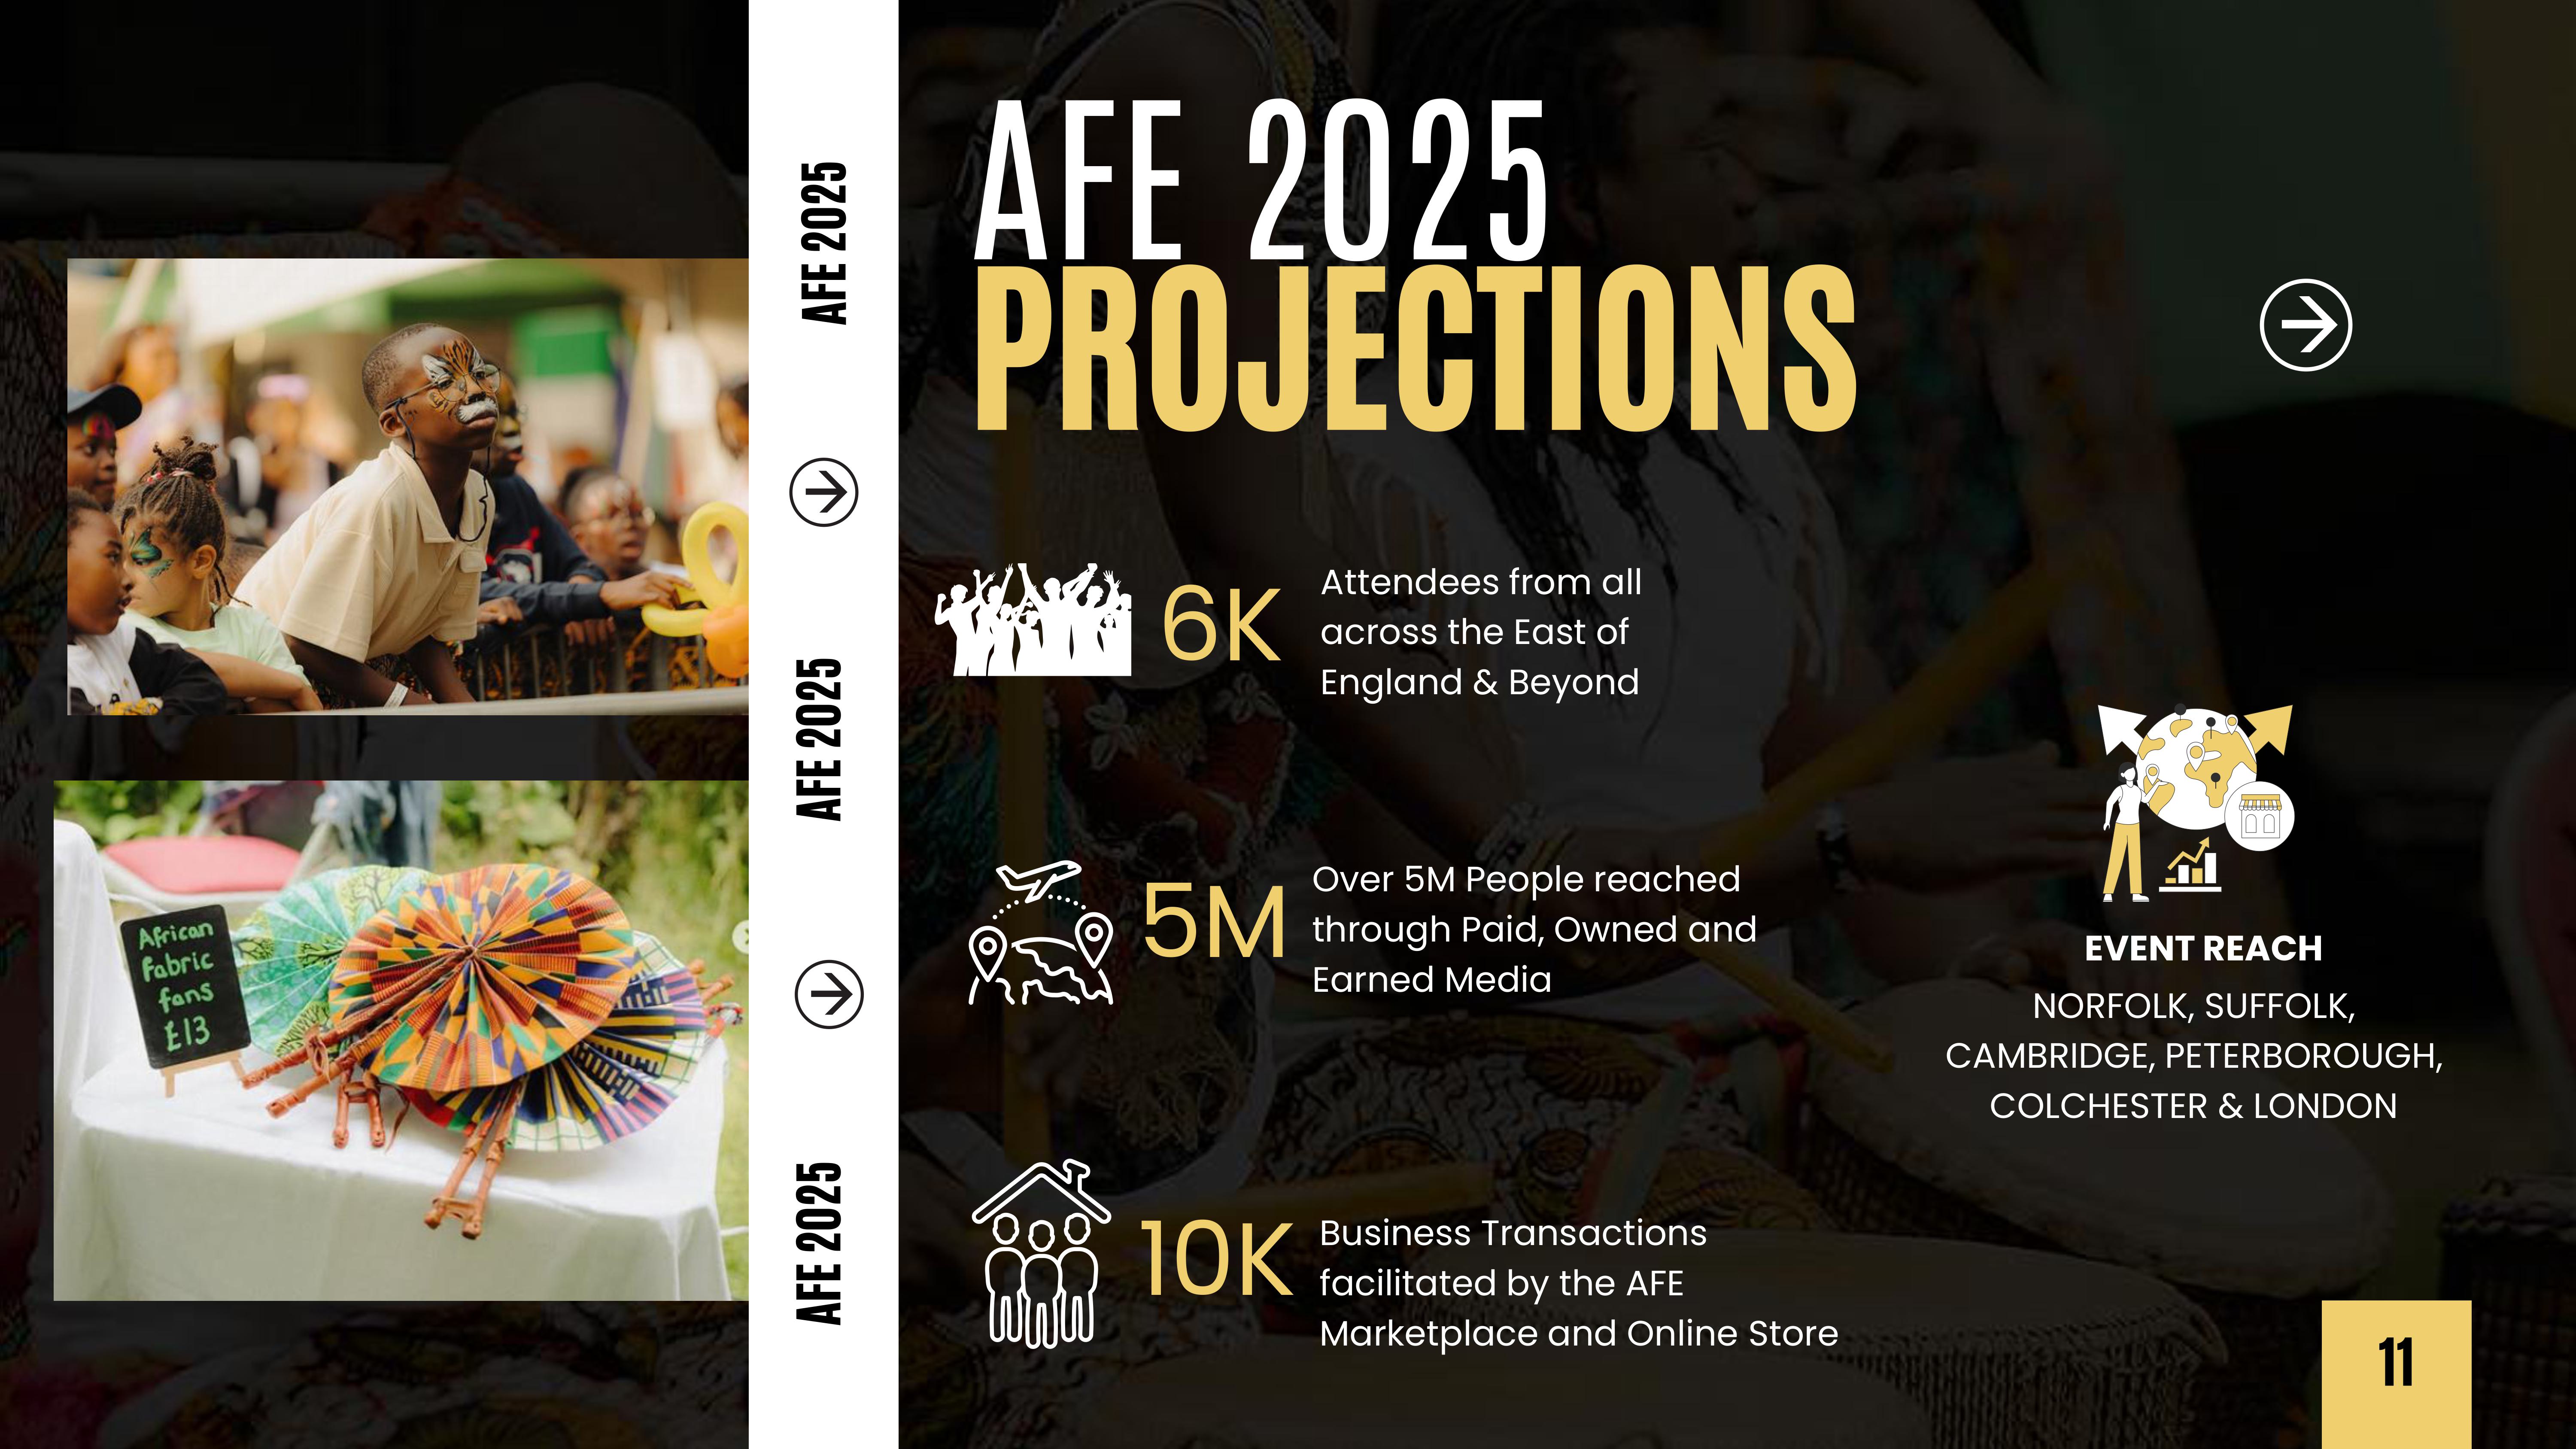 African
fabric
fans
£13
AFE 2025
AFE 2025
AFE 2025
AFE 2025
PROJECTIONS
6K
Attendees from all
across the East of
England & Beyond
5M
Over 5M People reached
through Paid, Owned and
Earned Media
10K
Business Transactions
facilitated by the AFE
Marketplace and Online Store
EVENT REACH
NORFOLK, SUFFOLK,
CAMBRIDGE, PETERBOROUGH,
COLCHESTER & LONDON
11